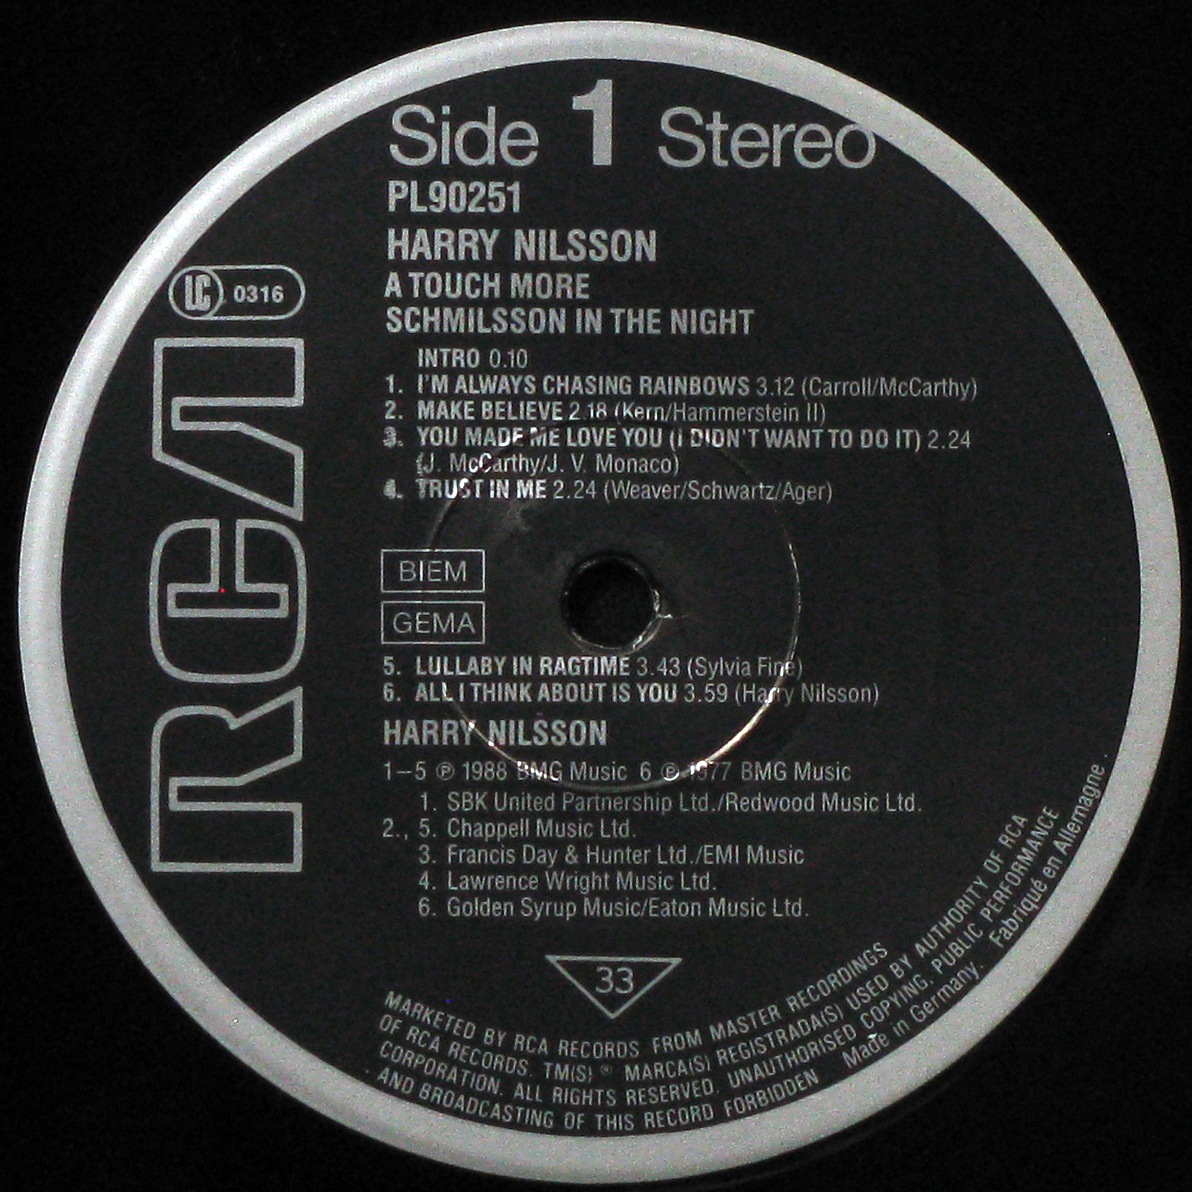 Side 1 Stereo
PL90251
HARRY NILSSON
A TOUCH MORE
SCHMILSSON IN THE NIGHT
LC 0316
RCA
INTRO 0.10
1. I'M ALWAYS CHASING RAINBOWS 3.12 (Carroll/McCarthy)
2. MAKE BELIEVE 2.18 (Kern/Hammerstein II)
3. YOU MADE ME LOVE YOU (I DIDN'T WANT TO DO IT) 2.24
(J. McCarthy/J. V. Monaco)
4. TRUST IN ME 2.24 (Weaver/Schwartz/Ager)
BIEM
GEMA
5. LULLABY IN RAGTIME 3.43 (Sylvia Fine)
6. ALL I THINK ABOUT IS YOU 3.59 (Harry Nilsson)
HARRY NILSSON
1–5 ℗ 1988 BMG Music 6 ℗ 1977 BMG Music
1. SBK United Partnership Ltd./Redwood Music Ltd.
2., 5. Chappell Music Ltd.
3. Francis Day & Hunter Ltd./EMI Music
4. Lawrence Wright Music Ltd.
6. Golden Syrup Music/Eaton Music Ltd.
33
MARKETED BY RCA RECORDS FROM MASTER RECORDINGS
OF RCA RECORDS. TM(S) ® MARCA(S) REGISTRADA(S) USED BY AUTHORITY OF RCA
CORPORATION. ALL RIGHTS RESERVED. UNAUTHORISED COPYING, PUBLIC PERFORMANCE
AND BROADCASTING OF THIS RECORD FORBIDDEN Made in Germany. Fabriqué en Allemagne.